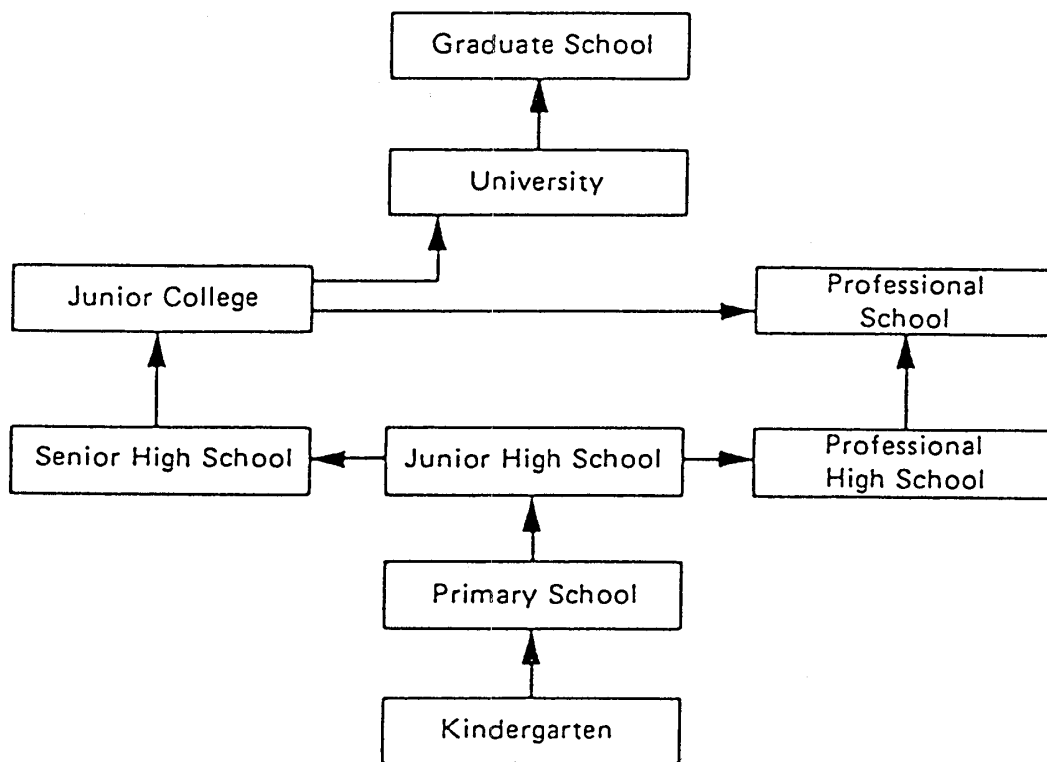 Graduate School
University
Junior College
Professional
School
Senior High School
Junior High School
Professional
High School
Primary School
Kindergarten